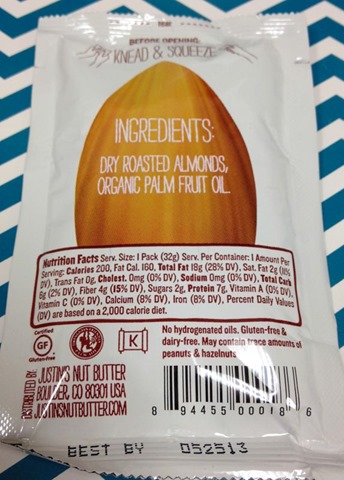 TEAR
BEFORE OPENING:
KNEAD & SQUEEZE
INGREDIENTS:
DRY ROASTED ALMONDS,
ORGANIC PALM FRUIT OIL.
Nutrition Facts Serv. Size: 1 Pack (32g) Serv. Per Container: 1 Amount Per
Serving: Calories 200, Fat Cal. 160, Total Fat 18g (28% DV), Sat. Fat 2g (11%
DV), Trans Fat 0g, Cholest. 0mg (0% DV), Sodium 0mg (0% DV), Total Carb
6g (2% DV), Fiber 4g (15% DV), Sugars 2g, Protein 7g, Vitamin A (0% DV),
Vitamin C (0% DV), Calcium (8% DV), Iron (8% DV), Percent Daily Values
(DV) are based on a 2,000 calorie diet.
Certified
GF
Gluten-Free
K
No hydrogenated oils. Gluten-free &
dairy-free. May contain trace amounts of
peanuts & hazelnuts.
DISTRIBUTED BY:
JUSTIN'S NUT BUTTER
BOULDER, CO 80301 USA
JUSTINSNUTBUTTER.COM
8 94455 00018 6
BEST BY 052513